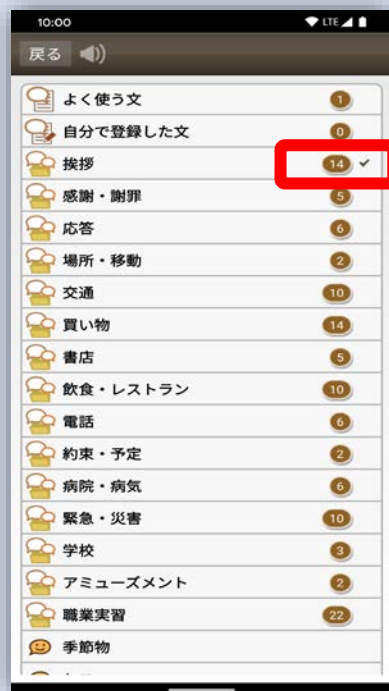 10:00 LTE
戻る
よく使う文 1
自分で登録した文 0
挨拶 14
感謝・謝罪 5
応答 6
場所・移動 2
交通 10
買い物 14
書店 5
飲食・レストラン 10
電話 6
約束・予定 2
病院・病気 6
緊急・災害 10
学校 3
アミューズメント 2
職業実習 22
季節物